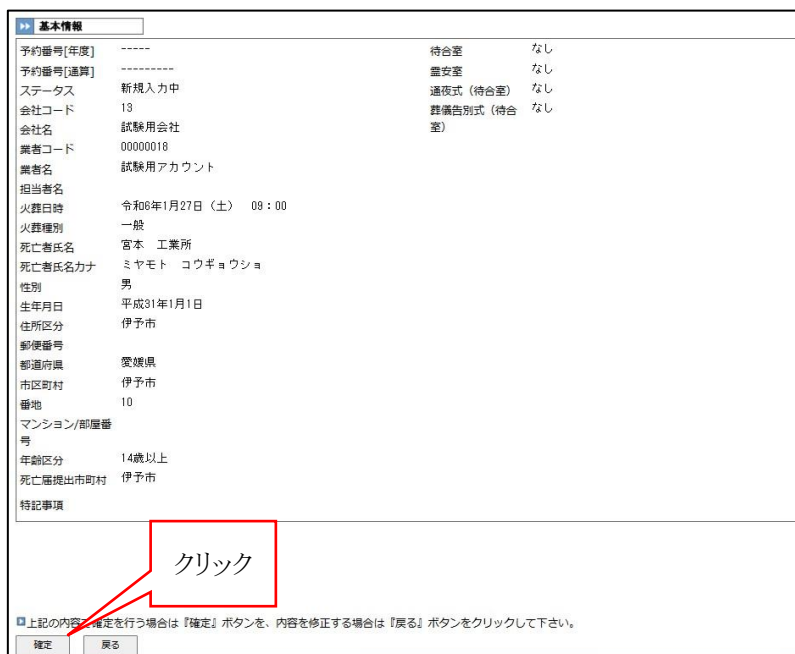 基本情報
予約番号[年度] ----- 待合室 なし
予約番号[通算] --------- 霊安室 なし
ステータス 新規入力中 通夜式（待合室） なし
会社コード 13 葬儀告別式（待合 なし
会社名 試験用会社 室）
業者コード 00000018
業者名 試験用アカウント
担当者名
火葬日時 令和6年1月27日（土） 09：00
火葬種別 一般
死亡者氏名 宮本 工業所
死亡者氏名カナ ミヤモト コウギョウショ
性別 男
生年月日 平成31年1月1日
住所区分 伊予市
郵便番号
都道府県 愛媛県
市区町村 伊予市
番地 10
マンション/部屋番
号
年齢区分 14歳以上
死亡届提出市町村 伊予市
特記事項
クリック
上記の内容で確定を行う場合は『確定』ボタンを、内容を修正する場合は『戻る』ボタンをクリックして下さい。
確定 戻る